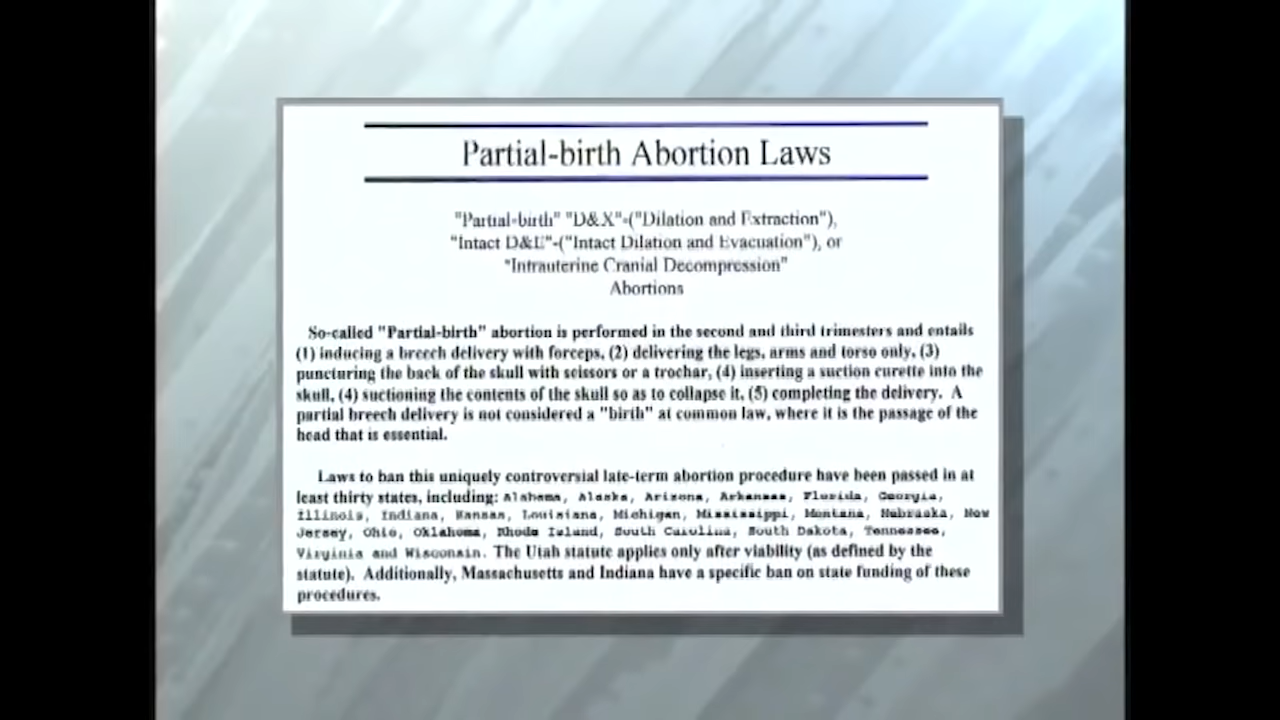 Partial-birth Abortion Laws
"Partial-birth" "D&X"-("Dilation and Extraction"),
"Intact D&E"-("Intact Dilation and Evacuation"), or
"Intrauterine Cranial Decompression"
Abortions
So-called "Partial-birth" abortion is performed in the second and third trimesters and entails
(1) inducing a breech delivery with forceps, (2) delivering the legs, arms and torso only, (3)
puncturing the back of the skull with scissors or a trochar, (4) inserting a suction curette into the
skull, (4) suctioning the contents of the skull so as to collapse it, (5) completing the delivery. A
partial breech delivery is not considered a "birth" at common law, where it is the passage of the
head that is essential.
Laws to ban this uniquely controversial late-term abortion procedure have been passed in at
least thirty states, including: Alabama, Alaska, Arizona, Arkansas, Florida, Georgia,
Illinois, Indiana, Kansas, Louisiana, Michigan, Mississippi, Montana, Nebraska, New
Jersey, Ohio, Oklahoma, Rhode Island, South Carolina, South Dakota, Tennessee,
Virginia and Wisconsin. The Utah statute applies only after viability (as defined by the
statute). Additionally, Massachusetts and Indiana have a specific ban on state funding of these
procedures.